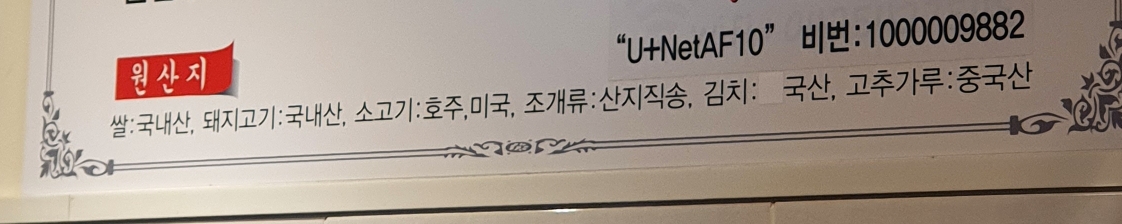 “U+NetAF10” 비번:1000009882
원산지
쌀:국내산, 돼지고기:국내산, 소고기:호주,미국, 조개류:산지직송, 김치: 국산, 고추가루:중국산